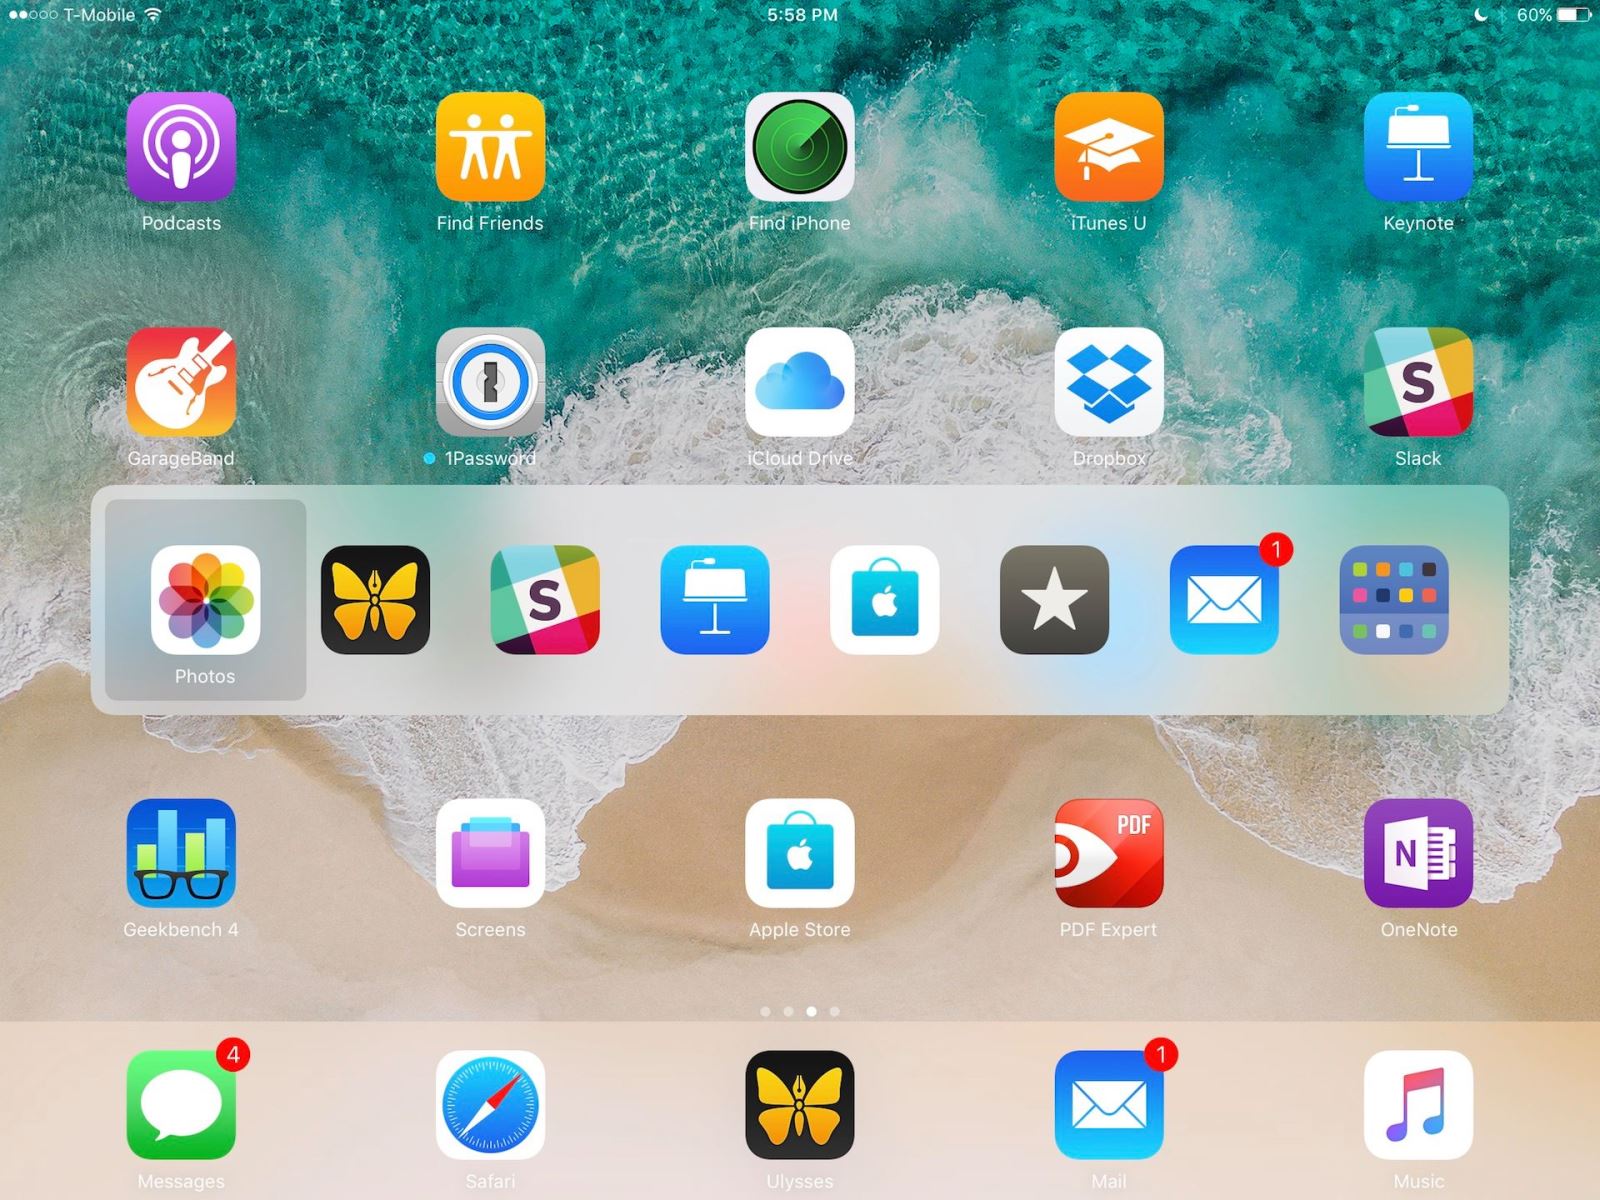 T-Mobile 5:58 PM 60%
Podcasts Find Friends Find iPhone iTunes U Keynote
S
GarageBand 1Password iCloud Drive Dropbox Slack
S 1
Photos
PDF
N
Geekbench 4 Screens Apple Store PDF Expert OneNote
4 1
Messages Safari Ulysses Mail Music